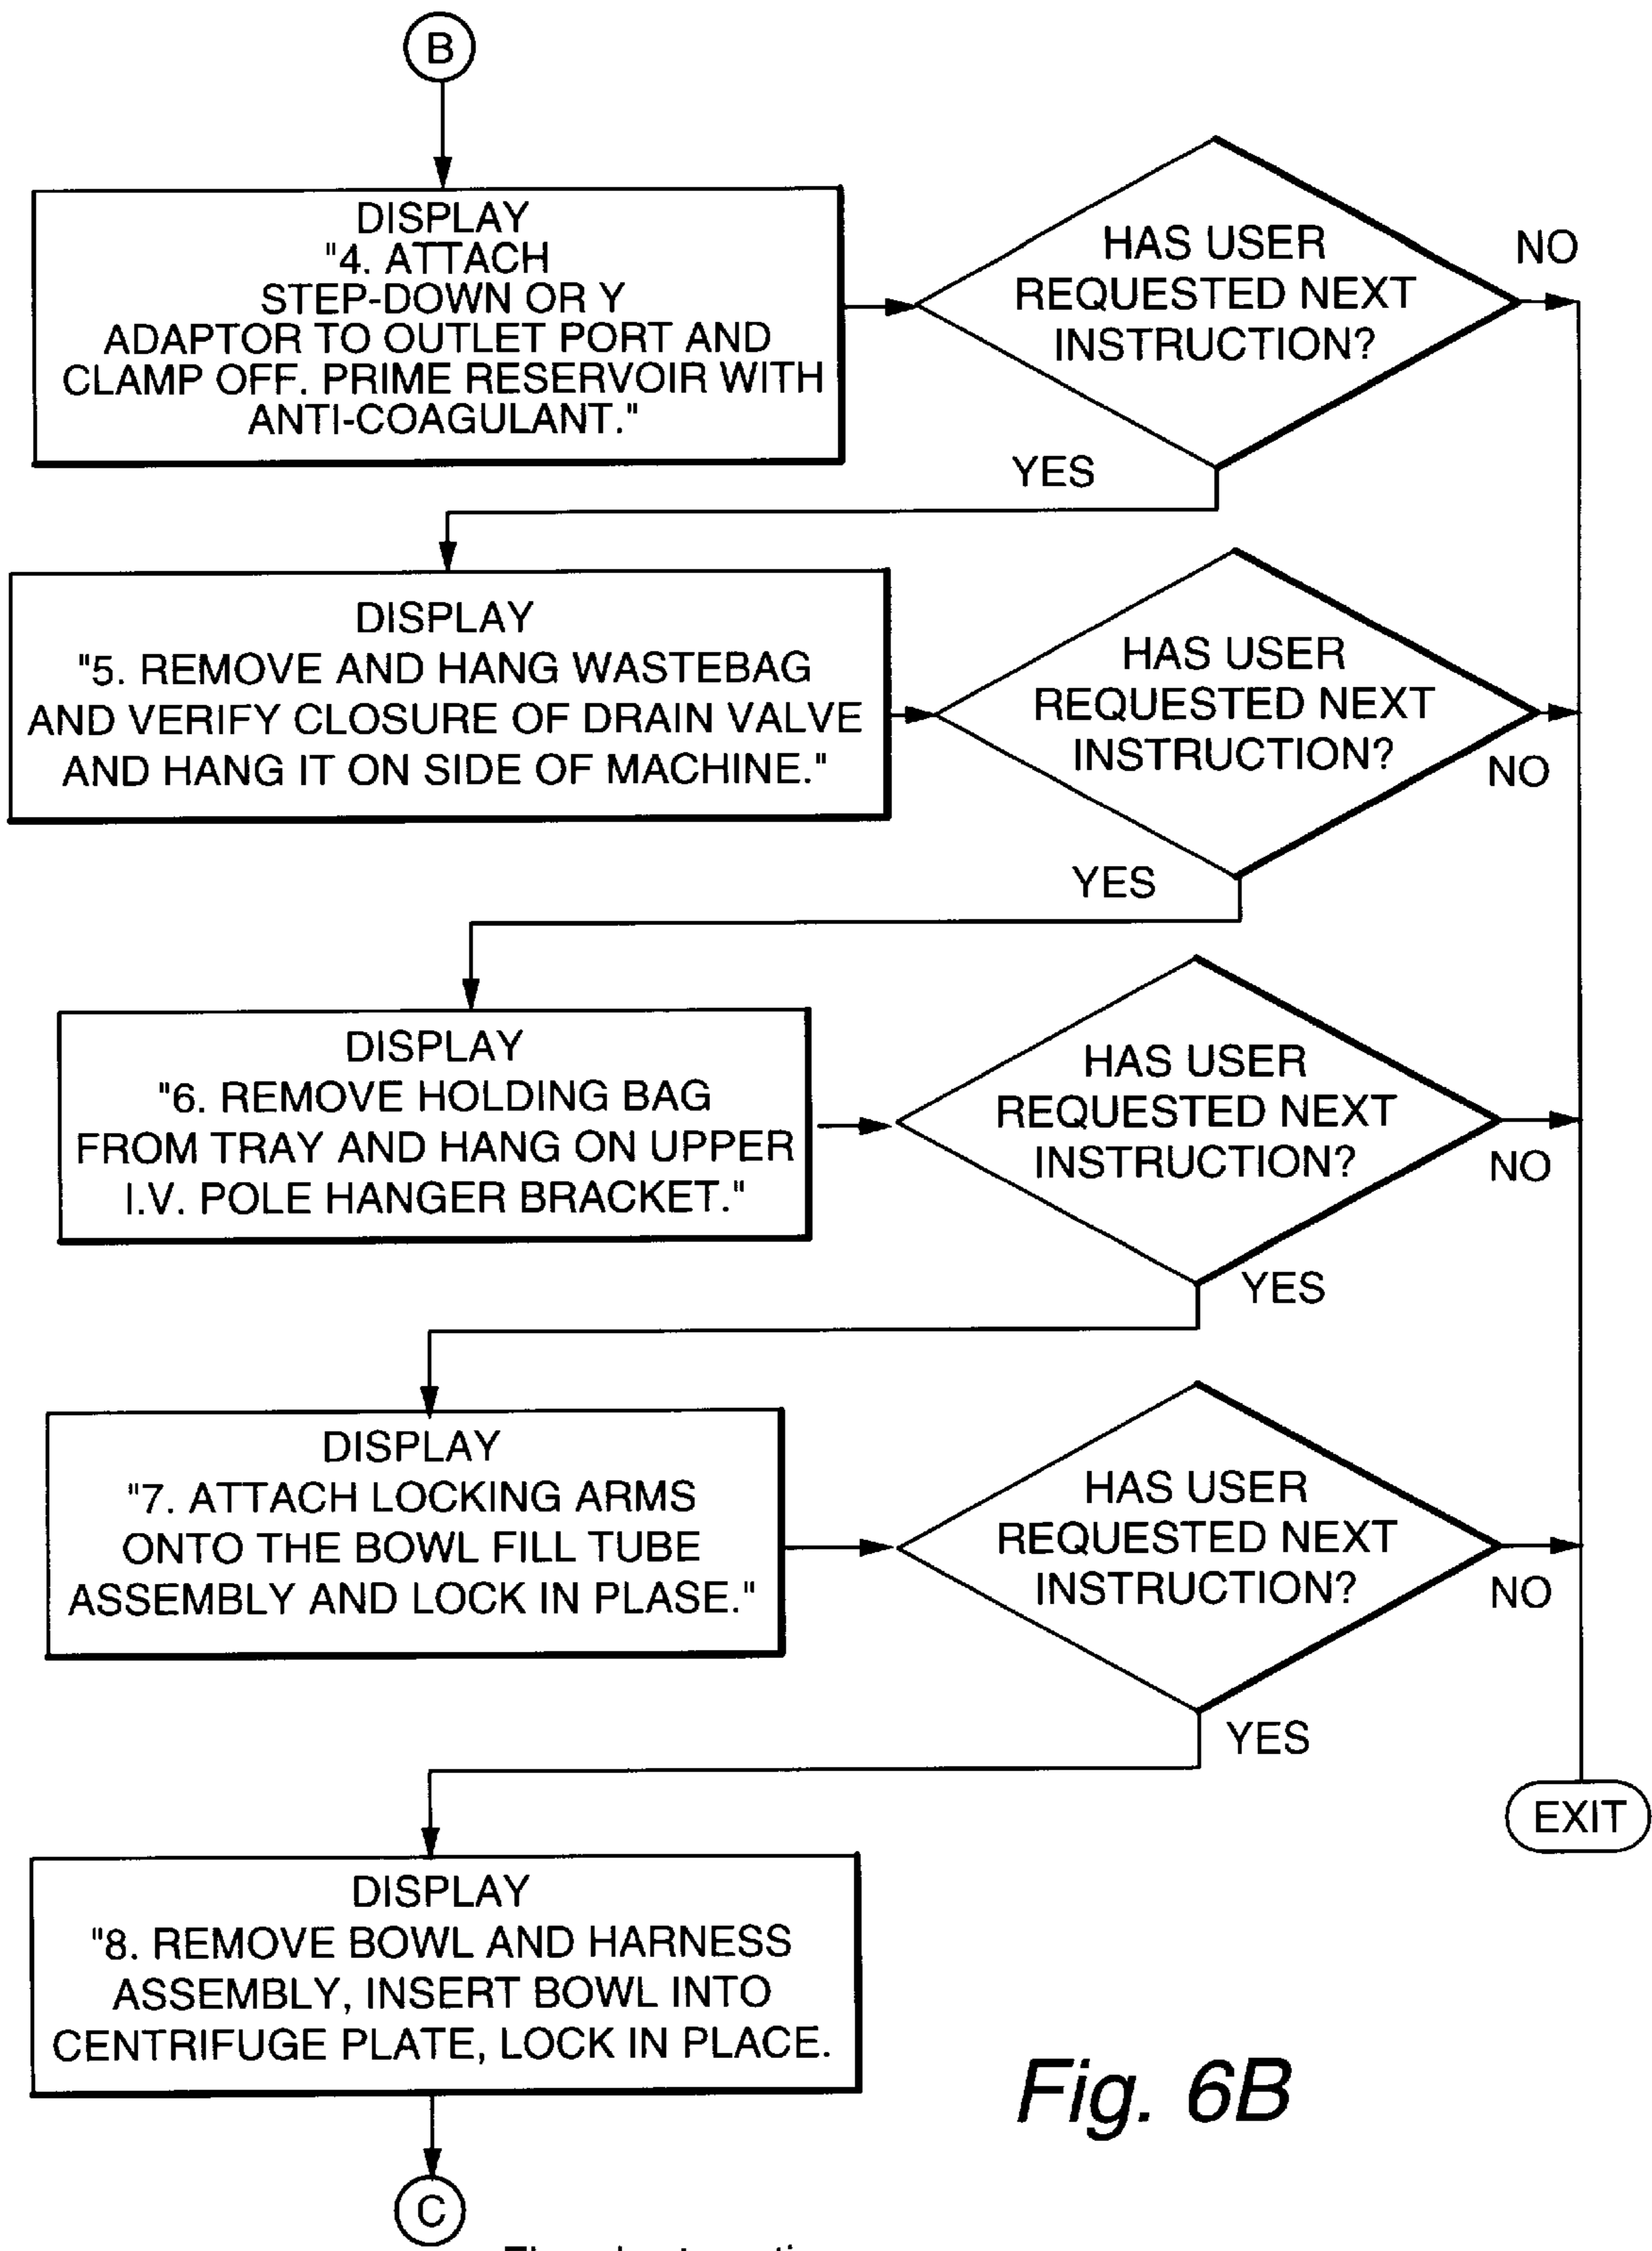 B
DISPLAY
"4. ATTACH
STEP-DOWN OR Y
ADAPTOR TO OUTLET PORT AND
CLAMP OFF. PRIME RESERVOIR WITH
ANTI-COAGULANT."
HAS USER
REQUESTED NEXT
INSTRUCTION?
NO
YES
DISPLAY
"5. REMOVE AND HANG WASTEBAG
AND VERIFY CLOSURE OF DRAIN VALVE
AND HANG IT ON SIDE OF MACHINE."
HAS USER
REQUESTED NEXT
INSTRUCTION?
NO
YES
DISPLAY
"6. REMOVE HOLDING BAG
FROM TRAY AND HANG ON UPPER
I.V. POLE HANGER BRACKET."
HAS USER
REQUESTED NEXT
INSTRUCTION?
NO
YES
DISPLAY
"7. ATTACH LOCKING ARMS
ONTO THE BOWL FILL TUBE
ASSEMBLY AND LOCK IN PLASE."
HAS USER
REQUESTED NEXT
INSTRUCTION?
NO
YES
EXIT
DISPLAY
"8. REMOVE BOWL AND HARNESS
ASSEMBLY, INSERT BOWL INTO
CENTRIFUGE PLATE, LOCK IN PLACE.
Fig. 6B
C